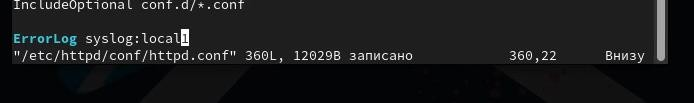 IncludeOptional conf.d/*.conf
ErrorLog syslog:local1
"/etc/httpd/conf/httpd.conf" 360L, 12029B записано 360,22 Внизу